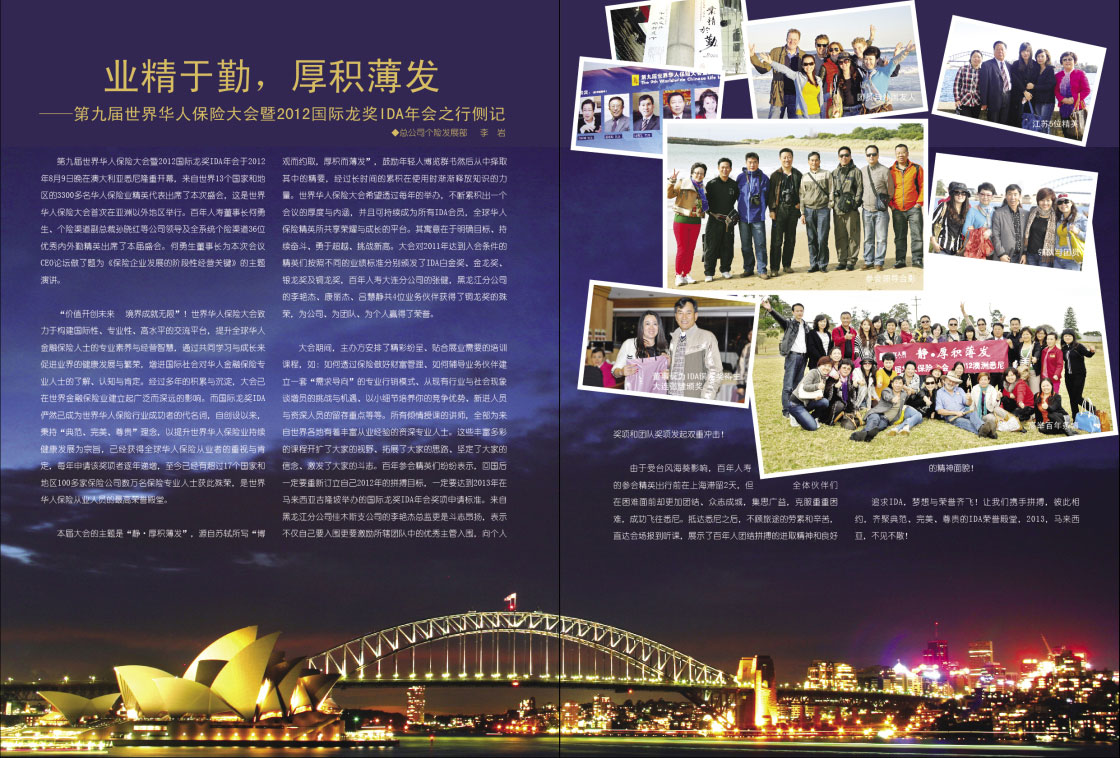 业精于勤，厚积薄发
——第九届世界华人保险大会暨2012国际龙奖IDA年会之行侧记
◆总公司个险发展部 李 岩
第九届世界华人保险大会暨2012国际龙奖IDA年会于2012
年8月9日晚在澳大利亚悉尼隆重开幕，来自世界13个国家和地
区的3300多名华人保险业精英代表出席了本次盛会，这是世界
华人保险大会首次在亚洲以外地区举行。百年人寿董事长何勇
生、个险渠道副总裁孙晓红等公司领导及全系统个险渠道36位
优秀内外勤精英出席了本届盛会。何勇生董事长为本次会议
CEO论坛做了题为《保险企业发展的阶段性经营关键》的主题
演讲。
“价值开创未来 境界成就无限”！世界华人保险大会致
力于构建国际性、专业性、高水平的交流平台，提升全球华人
金融保险人士的专业素养与经营智慧，通过共同学习与成长来
促进业界的健康发展与繁荣，增进国际社会对华人金融保险专
业人士的了解、认知与肯定。经过多年的积累与沉淀，大会已
在世界金融保险业建立起广泛而深远的影响。而国际龙奖IDA
俨然已成为世界华人保险行业成功者的代名词，自创设以来，
秉持“典范、完美、尊贵”理念，以提升世界华人保险业持续
健康发展为宗旨，已经获得全球华人保险从业者的重视与肯
定，每年申请该奖项者逐年递增，至今已经有超过17个国家和
地区100多家保险公司数万名保险专业人士获此殊荣，是世界
华人保险从业人员的最高荣誉殿堂。
本届大会的主题是“静·厚积薄发”，源自苏轼所写“博
观而约取，厚积而薄发”，鼓励年轻人博览群书然后从中择取
其中的精要，经过长时间的累积在使用时渐渐释放知识的力
量。世界华人保险大会希望透过每年的举办，不断累积出一个
会议的厚度与内涵，并且可持续成为所有IDA会员，全球华人
保险精英所共享荣耀与成长的平台。其寓意在于明确目标、持
续奋斗、勇于超越、挑战新高。大会对2011年达到入会条件的
精英们按照不同的业绩标准分别颁发了IDA白金奖、金龙奖、
银龙奖及铜龙奖，百年人寿大连分公司的张健，黑龙江分公司
的李艳杰、康丽杰、吕慧静共4位业务伙伴获得了铜龙奖的殊
荣，为公司、为团队、为个人赢得了荣誉。
大会期间，主办方安排了精彩纷呈、贴合展业需要的培训
课程，如：如何透过保险做好财富管理、如何辅导业务伙伴建
立一套“需求导向”的专业行销模式、从现有行业与社会现象
谈增员的挑战与机遇、以小细节培养你的竞争优势、新进人员
与资深人员的留存重点等等。所有倾情授课的讲师，全部为来
自世界各地有着丰富从业经验的资深专业人士。这些丰富多彩
的课程开扩了大家的视野、拓展了大家的思路、坚定了大家的
信念、激发了大家的斗志。百年参会精英们纷纷表示，回国后
一定要重新订立自己2012年的拼搏目标，一定要达到2013年在
马来西亚吉隆坡举办的国际龙奖IDA会奖项申请标准。来自
黑龙江分公司佳木斯支公司的李艳杰总监更是斗志昂扬，表示
不仅自己要入围更要激励所辖团队中的优秀主管入围，向个人
奖项和团队奖项发起双重冲击！
由于受台风海葵影响，百年人寿
的参会精英出行前在上海滞留2天，但 全体伙伴们
在困难面前却更加团结、众志成城，集思广益，克服重重困
难，成功飞往悉尼。抵达悉尼之后，不顾旅途的劳累和辛苦，
直达会场报到听课，展示了百年人团结拼搏的进取精神和良好
的精神面貌！
追求IDA，梦想与荣誉齐飞！让我们携手拼搏，彼此相
约，齐聚典范、完美、尊贵的IDA荣誉殿堂，2013，马来西
亚，不见不散！
業精於勤
第九届世界华人保险大会
The 9th Worldwide Chinese Life
江苏5位精英
参会领导合影
领队与团员
静·厚积薄发
2澳洲悉尼